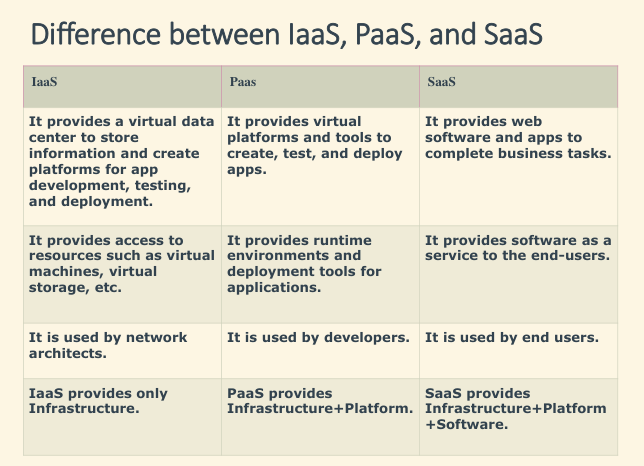 Difference between IaaS, PaaS, and SaaS
IaaS
Paas
SaaS
It provides a virtual data
center to store
information and create
platforms for app
development, testing,
and deployment.
It provides virtual
platforms and tools to
create, test, and deploy
apps.
It provides web
software and apps to
complete business tasks.
It provides access to
resources such as virtual
machines, virtual
storage, etc.
It provides runtime
environments and
deployment tools for
applications.
It provides software as a
service to the end-users.
It is used by network
architects.
It is used by developers.
It is used by end users.
IaaS provides only
Infrastructure.
PaaS provides
Infrastructure+Platform.
SaaS provides
Infrastructure+Platform
+Software.